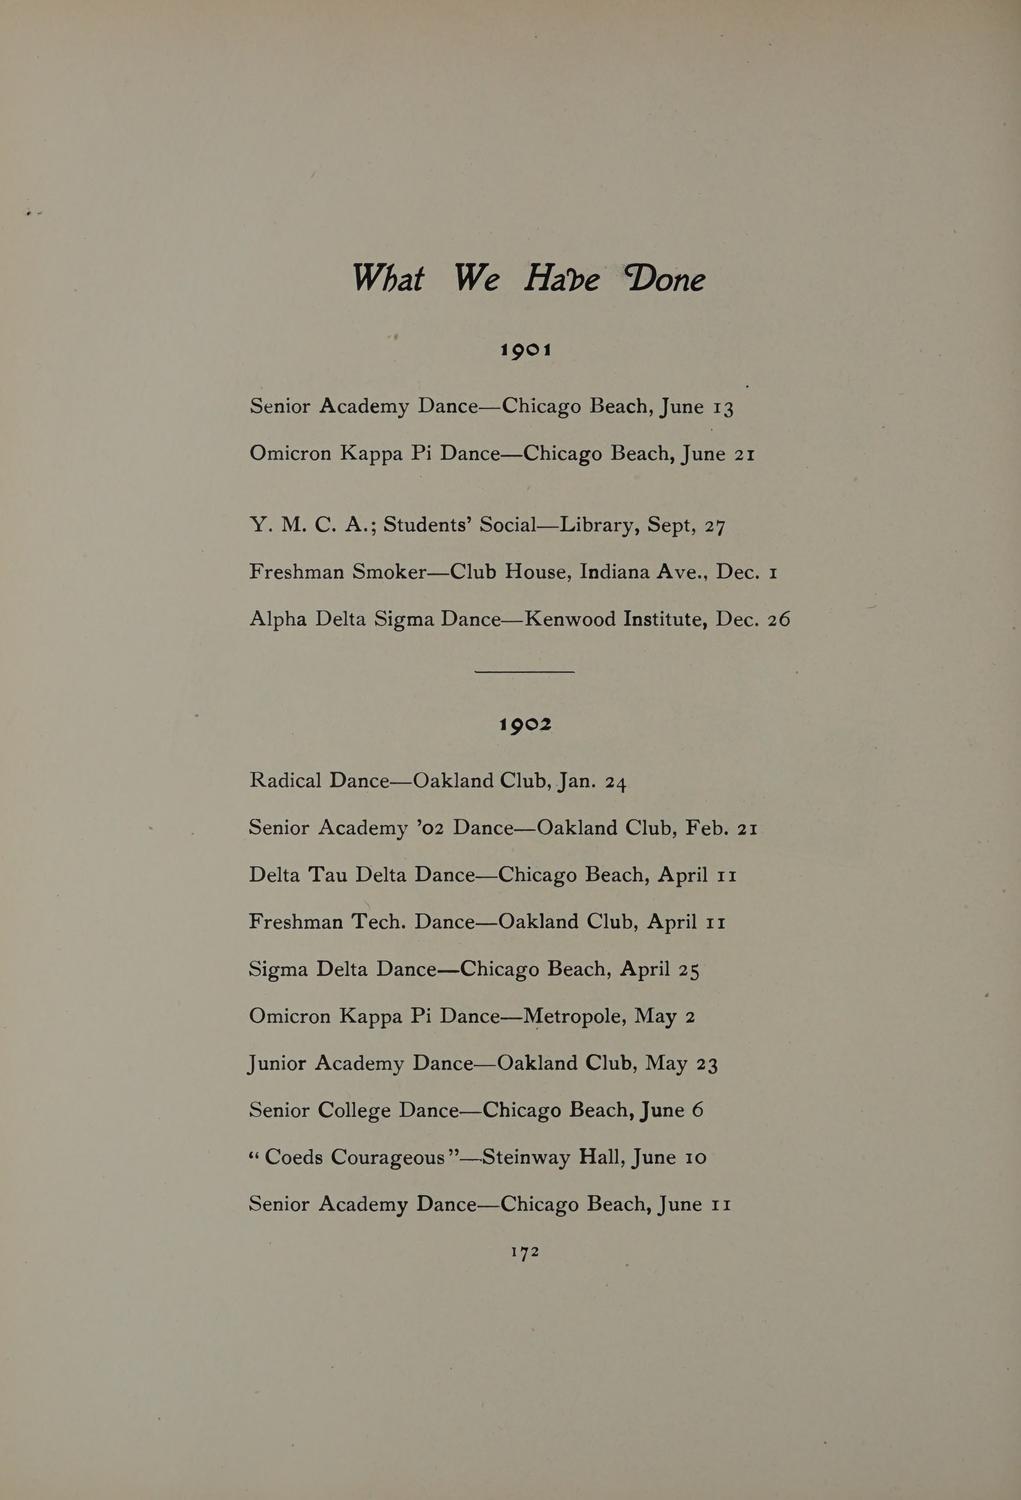 What We Have Done
1901
Senior Academy Dance—Chicago Beach, June 13
Omicron Kappa Pi Dance—Chicago Beach, June 21
Y. M. C. A.; Students’ Social—Library, Sept, 27
Freshman Smoker—Club House, Indiana Ave., Dec. 1
Alpha Delta Sigma Dance—Kenwood Institute, Dec. 26
1902
Radical Dance—Oakland Club, Jan. 24
Senior Academy ’02 Dance—Oakland Club, Feb. 21
Delta Tau Delta Dance—Chicago Beach, April 11
Freshman Tech. Dance—Oakland Club, April 11
Sigma Delta Dance—Chicago Beach, April 25
Omicron Kappa Pi Dance—Metropole, May 2
Junior Academy Dance—Oakland Club, May 23
Senior College Dance—Chicago Beach, June 6
“Coeds Courageous”—Steinway Hall, June 10
Senior Academy Dance—Chicago Beach, June 11
172